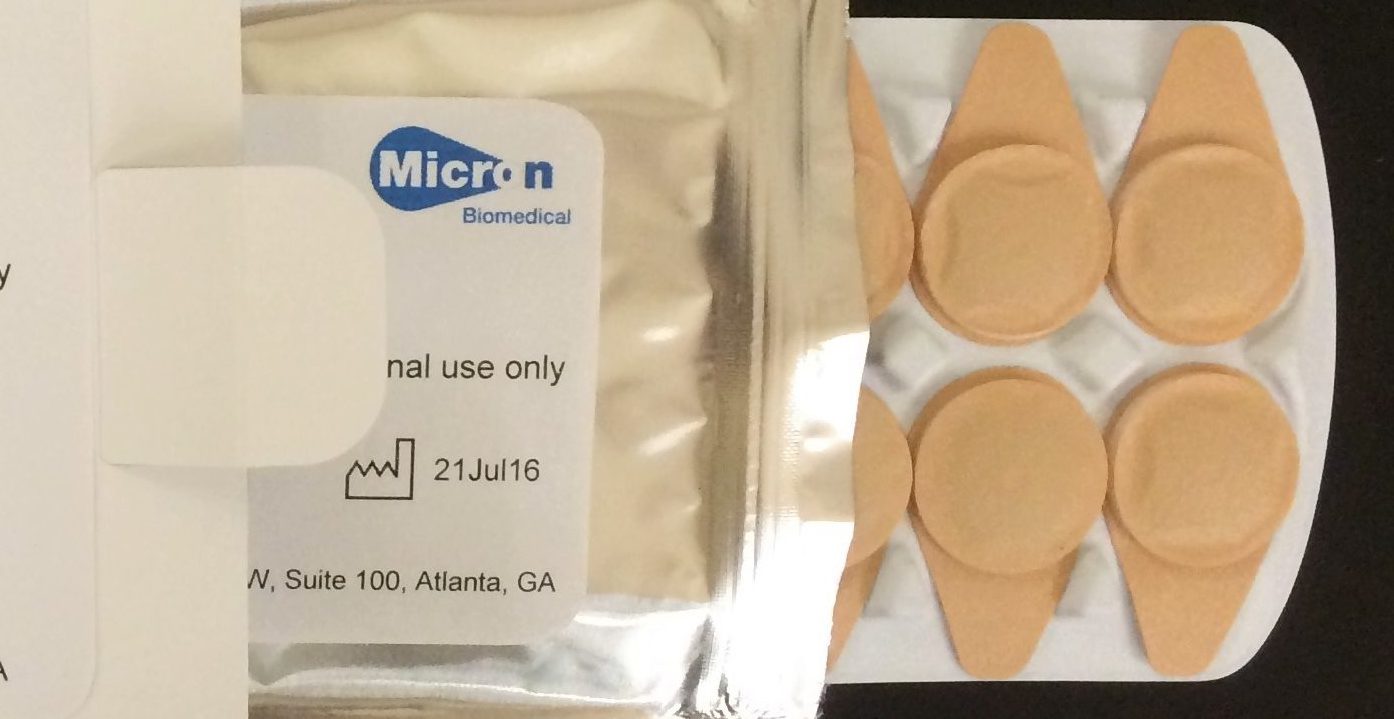 Micron
Biomedical
y
nal use only
21Jul16
W, Suite 100, Atlanta, GA
A